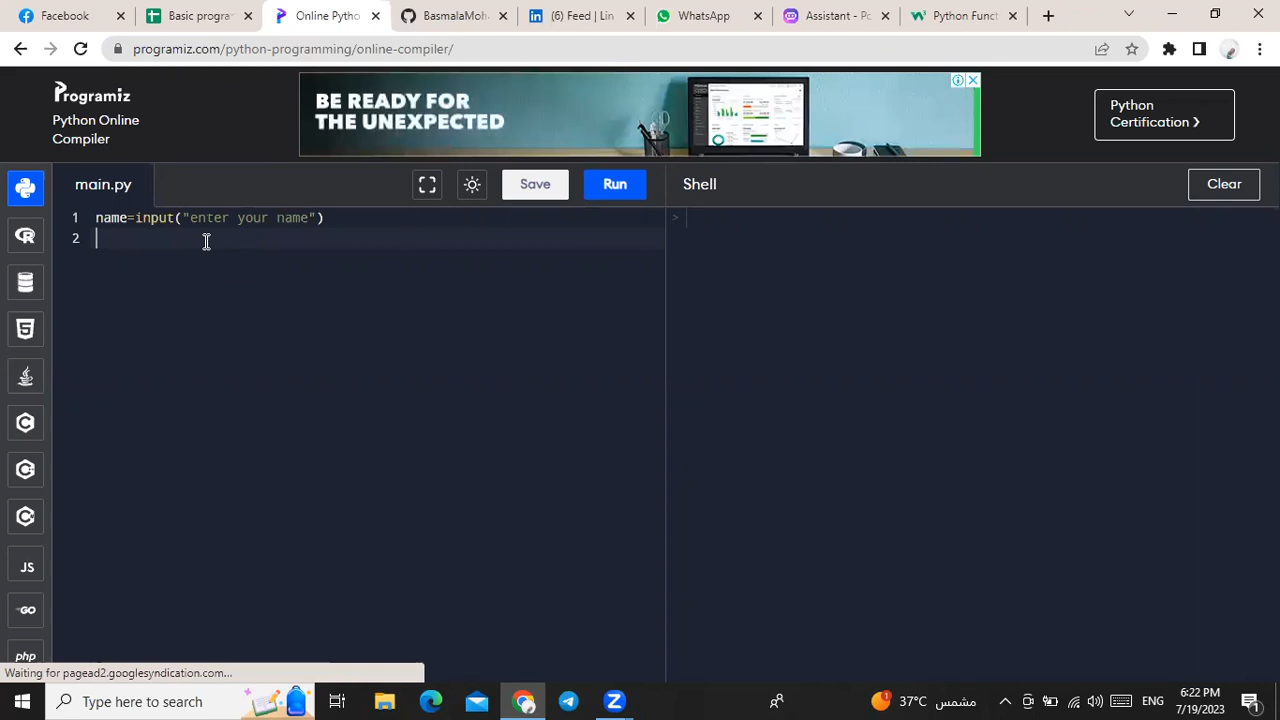 Facebook
Basic progra
Online Pytho
BasmalaMoh
(6) Feed | Lin
WhatsApp
Assistant - Po
Python Funct
programiz.com/python-programming/online-compiler/
Programiz
Python Online
Compiler
BE READY FOR
THE UNEXPECTE
Python
Certification >
main.py
Save
Run
Shell
Clear
1 name=input("enter your name")
2
>
JS
GO
php
Waiting for pagead2.googlesyndication.com...
Type here to search
1
37°C مشمس
ENG
6:22 PM
7/19/2023
1